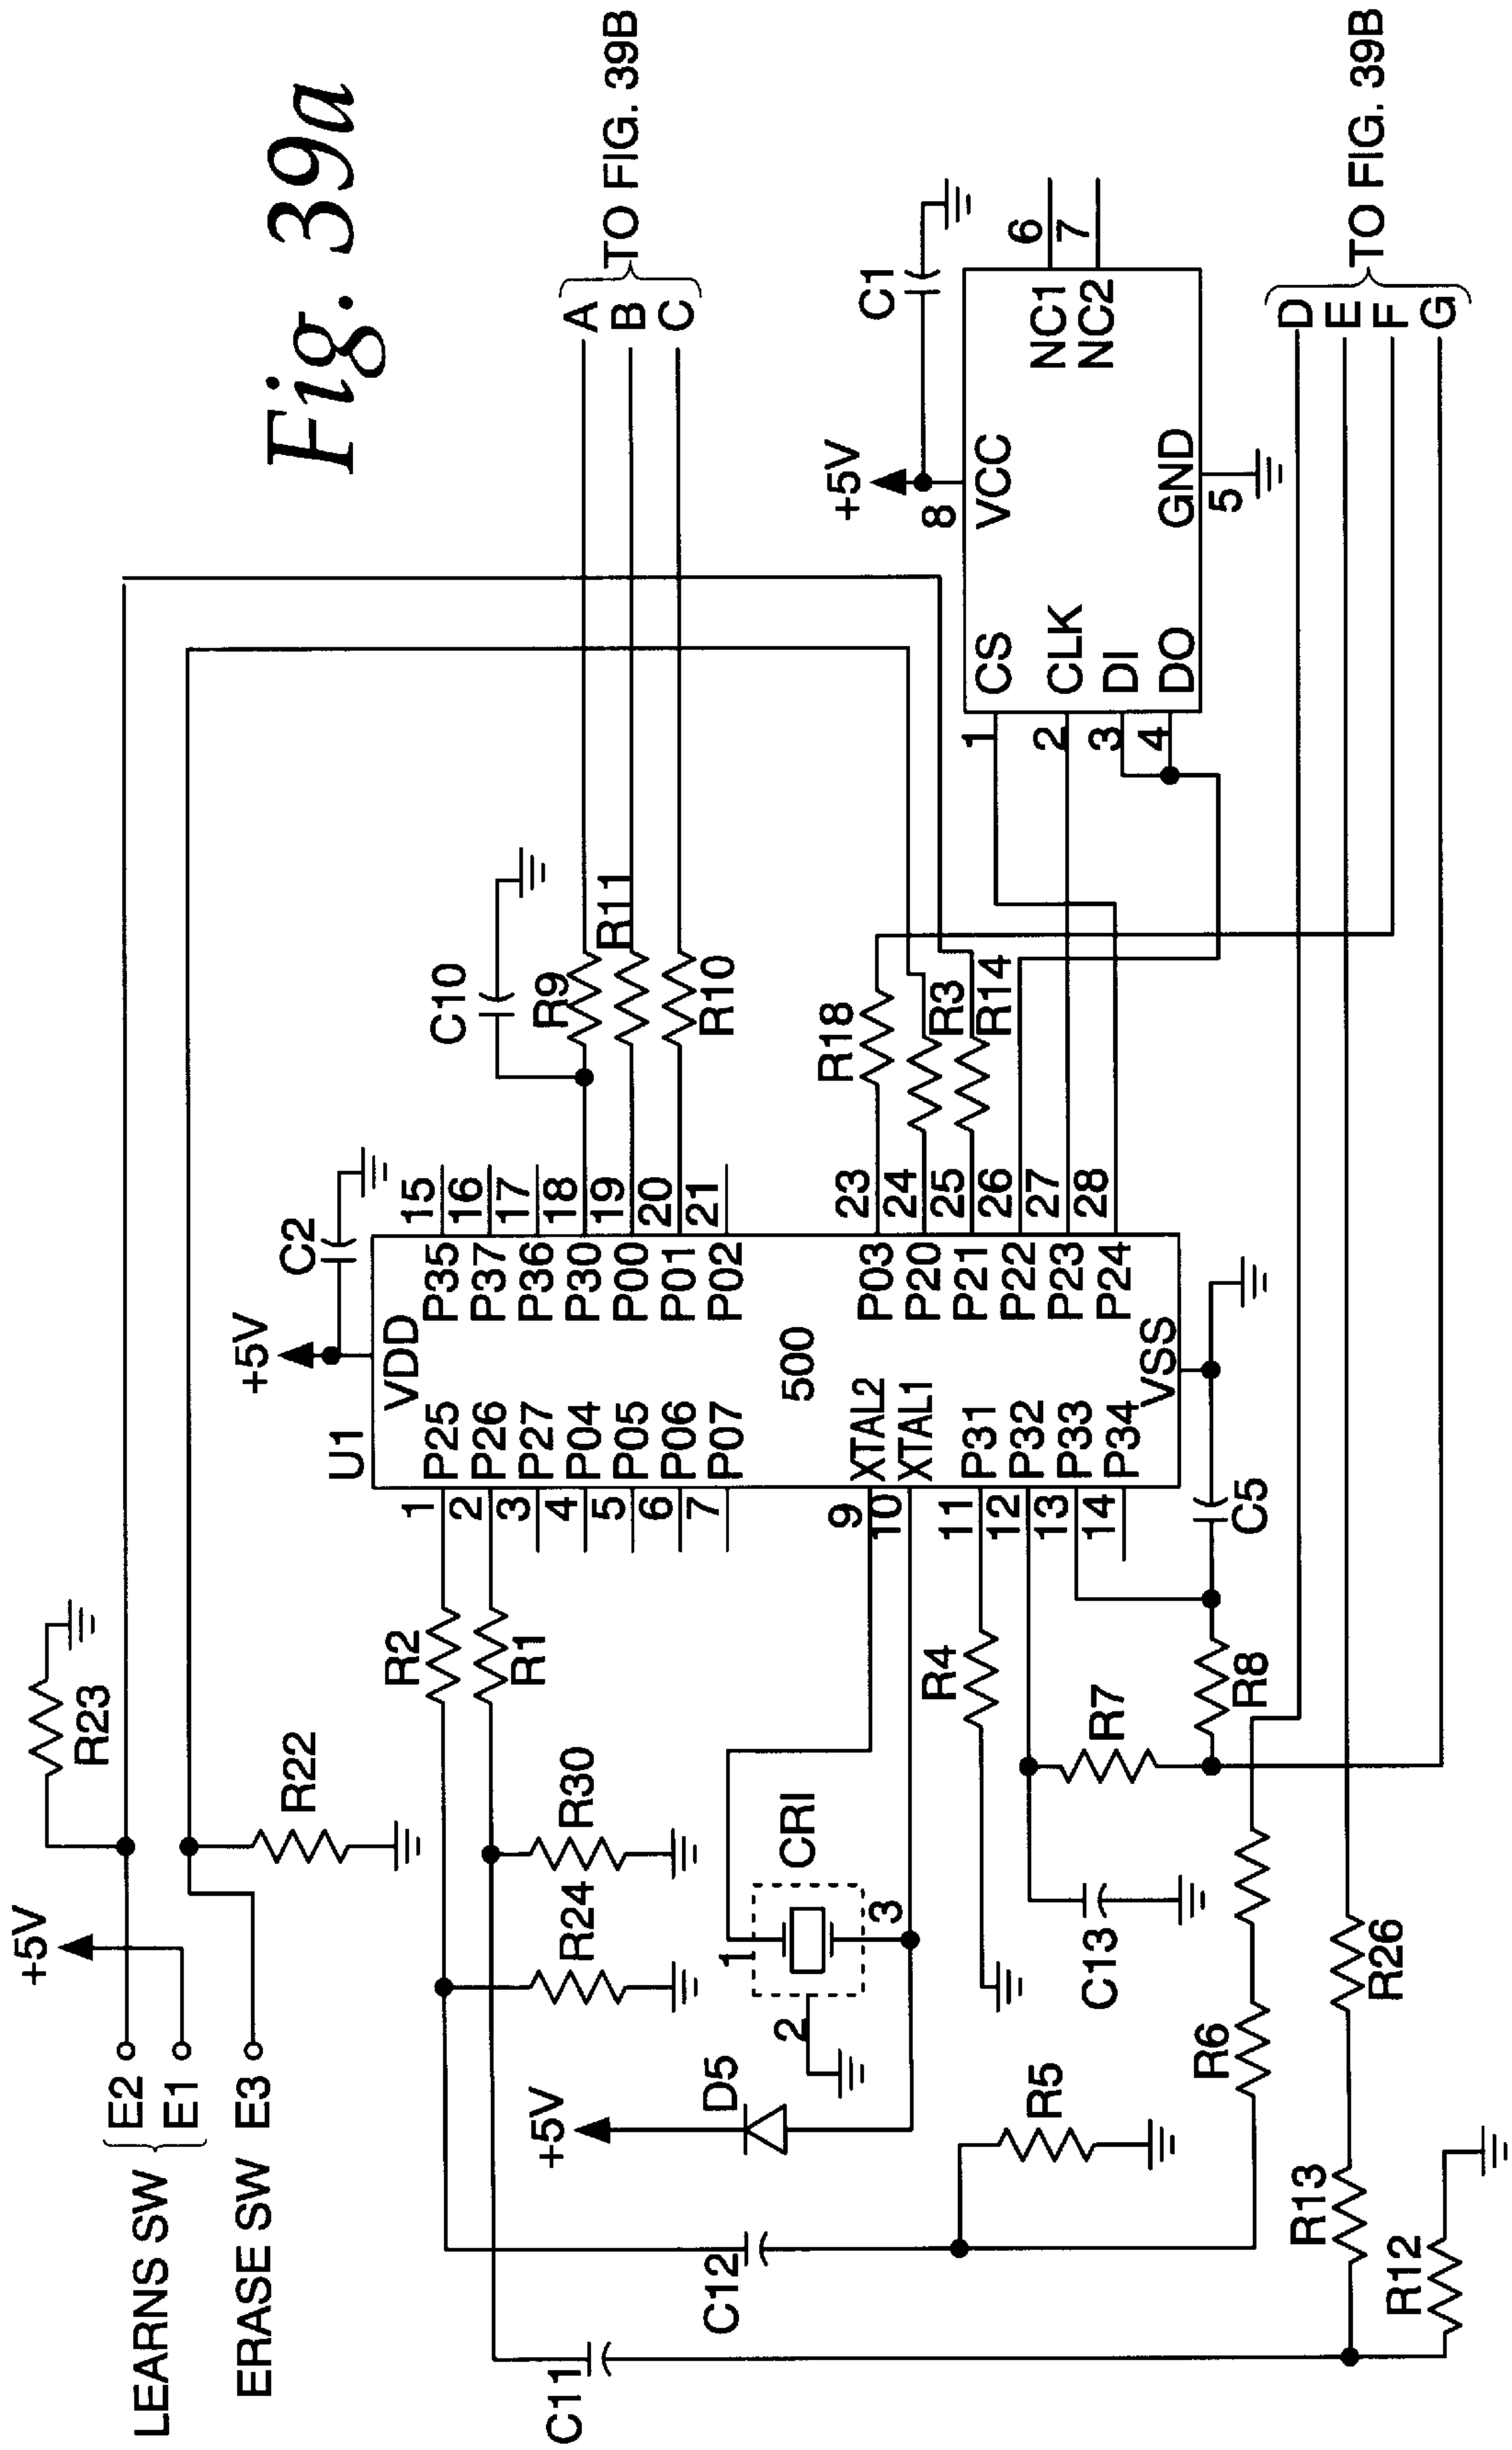 Fig. 39a
LEARNS SW
E2
E1
ERASE SW E3
+5V
R23
R22
+5V
C2
U1
VDD
500
VSS
P25
P26
P27
P04
P05
P06
P07
XTAL2
XTAL1
P31
P32
P33
P34
1
2
3
4
5
6
7
9
10
11
12
13
14
P35
P37
P36
P30
P00
P01
P02
P03
P20
P21
P22
P23
P24
15
16
17
18
19
20
21
23
24
25
26
27
28
R2
R1
R24
R30
CRI
1
2
3
+5V
D5
R4
R7
R8
C5
C13
R5
R6
C12
C11
R13
R26
R12
C10
R9
R11
R10
R18
R3
R14
A
B
C
TO FIG. 39B
+5V
C1
8
VCC
CS
CLK
DI
DO
1
2
3
4
NC1
NC2
6
7
GND
5
D
E
F
G
TO FIG. 39B